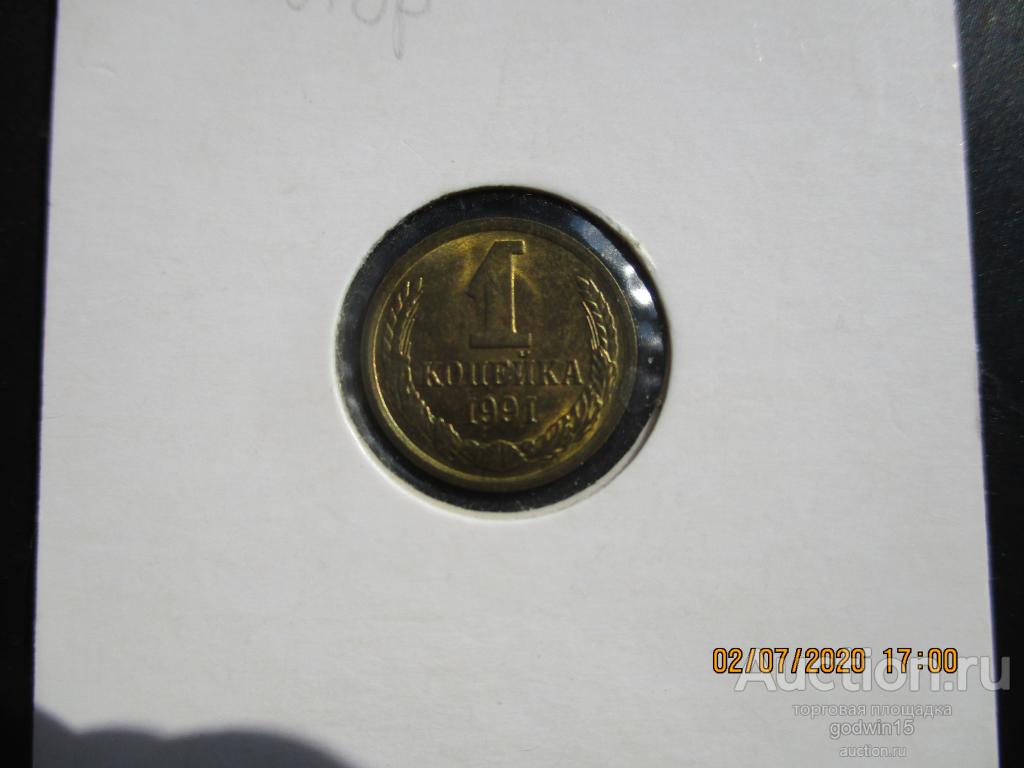 1
КОПЕЙКА
1991
02/07/2020 17:00
Auction.ru
торговая площадка
godwin15
auction.ru